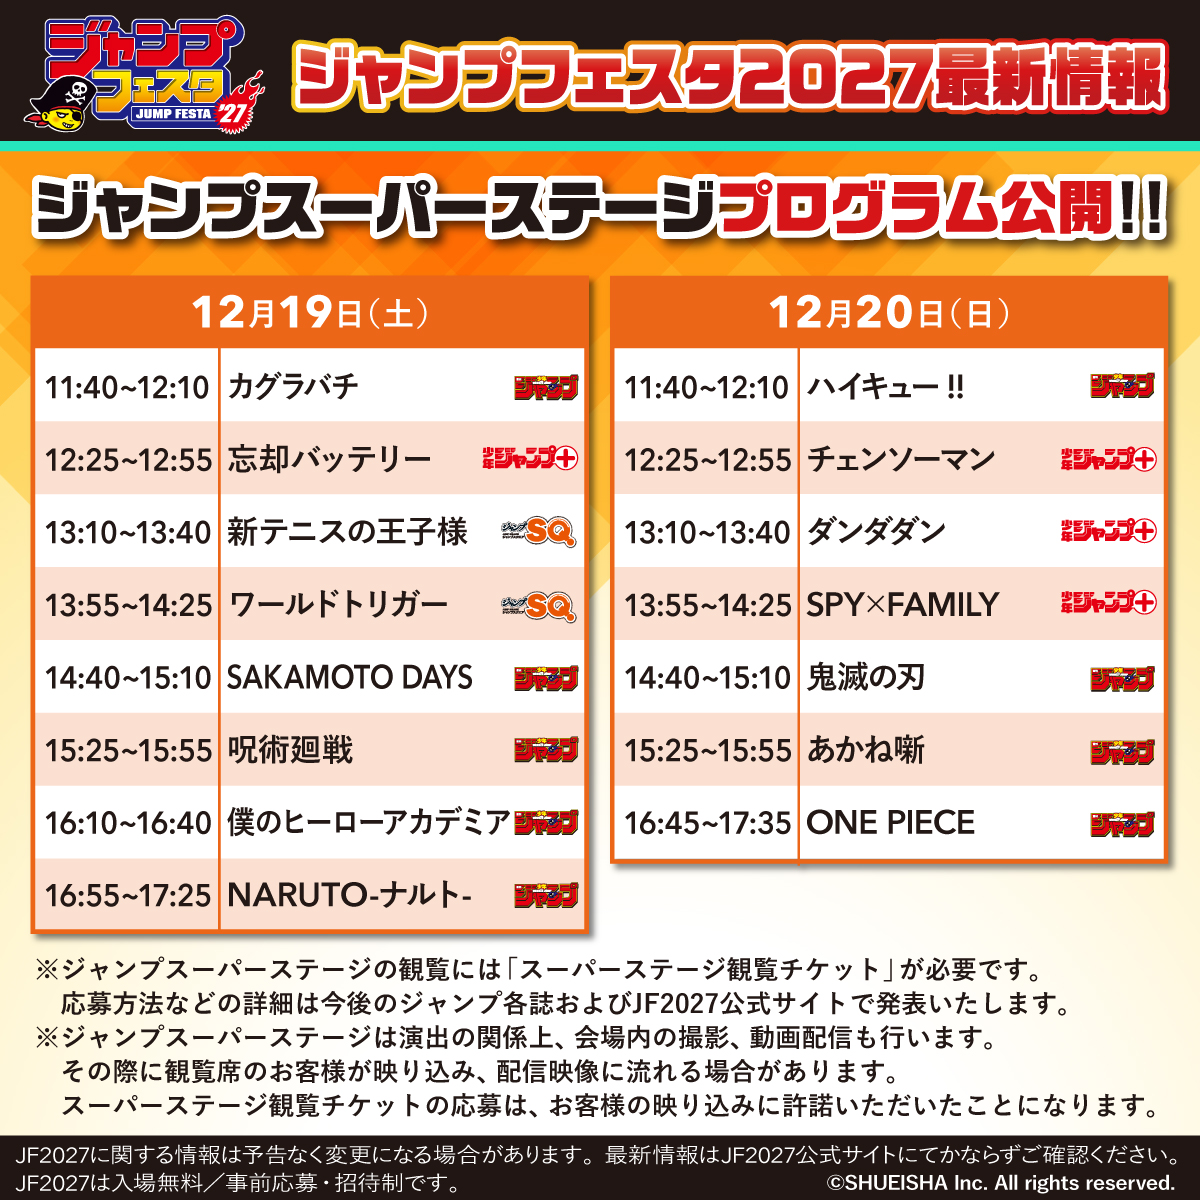 ジャンプ
フェスタ
JUMP FESTA '27
ジャンプフェスタ2027最新情報
ジャンプスーパーステージプログラム公開!!
12月19日(土)
11:40~12:10 カグラバチ ジャンプ
12:25~12:55 忘却バッテリー 少年ジャンプ+
13:10~13:40 新テニスの王子様 ジャンプSQ.
13:55~14:25 ワールドトリガー ジャンプSQ.
14:40~15:10 SAKAMOTO DAYS ジャンプ
15:25~15:55 呪術廻戦 ジャンプ
16:10~16:40 僕のヒーローアカデミア ジャンプ
16:55~17:25 NARUTO-ナルト- ジャンプ
12月20日(日)
11:40~12:10 ハイキュー!! ジャンプ
12:25~12:55 チェンソーマン 少年ジャンプ+
13:10~13:40 ダンダダン 少年ジャンプ+
13:55~14:25 SPY×FAMILY 少年ジャンプ+
14:40~15:10 鬼滅の刃 ジャンプ
15:25~15:55 あかね噺 ジャンプ
16:45~17:35 ONE PIECE ジャンプ
※ジャンプスーパーステージの観覧には「スーパーステージ観覧チケット」が必要です。
応募方法などの詳細は今後のジャンプ各誌およびJF2027公式サイトで発表いたします。
※ジャンプスーパーステージは演出の関係上、会場内の撮影、動画配信も行います。
その際に観覧席のお客様が映り込み、配信映像に流れる場合があります。
スーパーステージ観覧チケットの応募は、お客様の映り込みに許諾いただいたことになります。
JF2027に関する情報は予告なく変更になる場合があります。最新情報はJF2027公式サイトにてかならずご確認ください。
JF2027は入場無料／事前応募・招待制です。
©SHUEISHA Inc. All rights reserved.